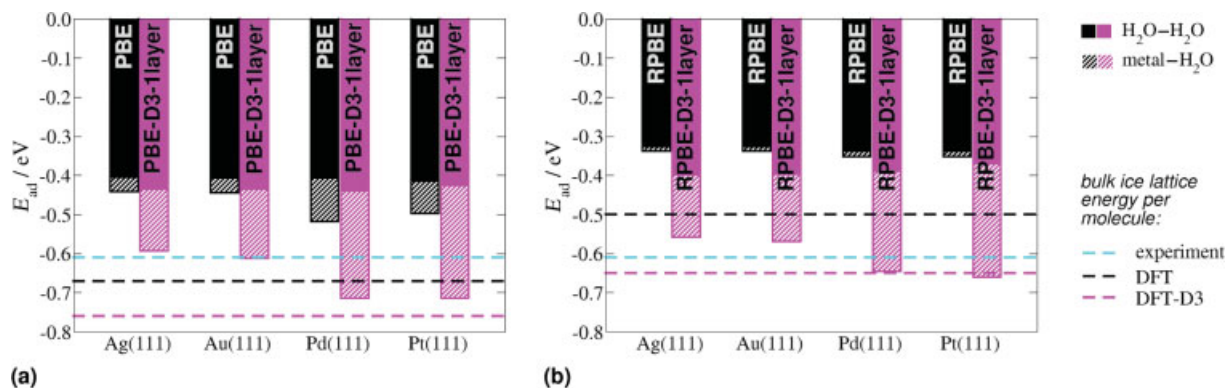 0.0
-0.1
-0.2
-0.3
-0.4
-0.5
-0.6
-0.7
-0.8
E_ad / eV
PBE
PBE-D3-1layer
PBE
PBE-D3-1layer
PBE
PBE-D3-1layer
PBE
PBE-D3-1layer
Ag(111) Au(111) Pd(111) Pt(111)
(a)
0.0
-0.1
-0.2
-0.3
-0.4
-0.5
-0.6
-0.7
-0.8
E_ad / eV
RPBE
RPBE-D3-1layer
RPBE
RPBE-D3-1layer
RPBE
RPBE-D3-1layer
RPBE
RPBE-D3-1layer
Ag(111) Au(111) Pd(111) Pt(111)
(b)
H₂O−H₂O
metal−H₂O
bulk ice lattice
energy per
molecule:
experiment
DFT
DFT-D3